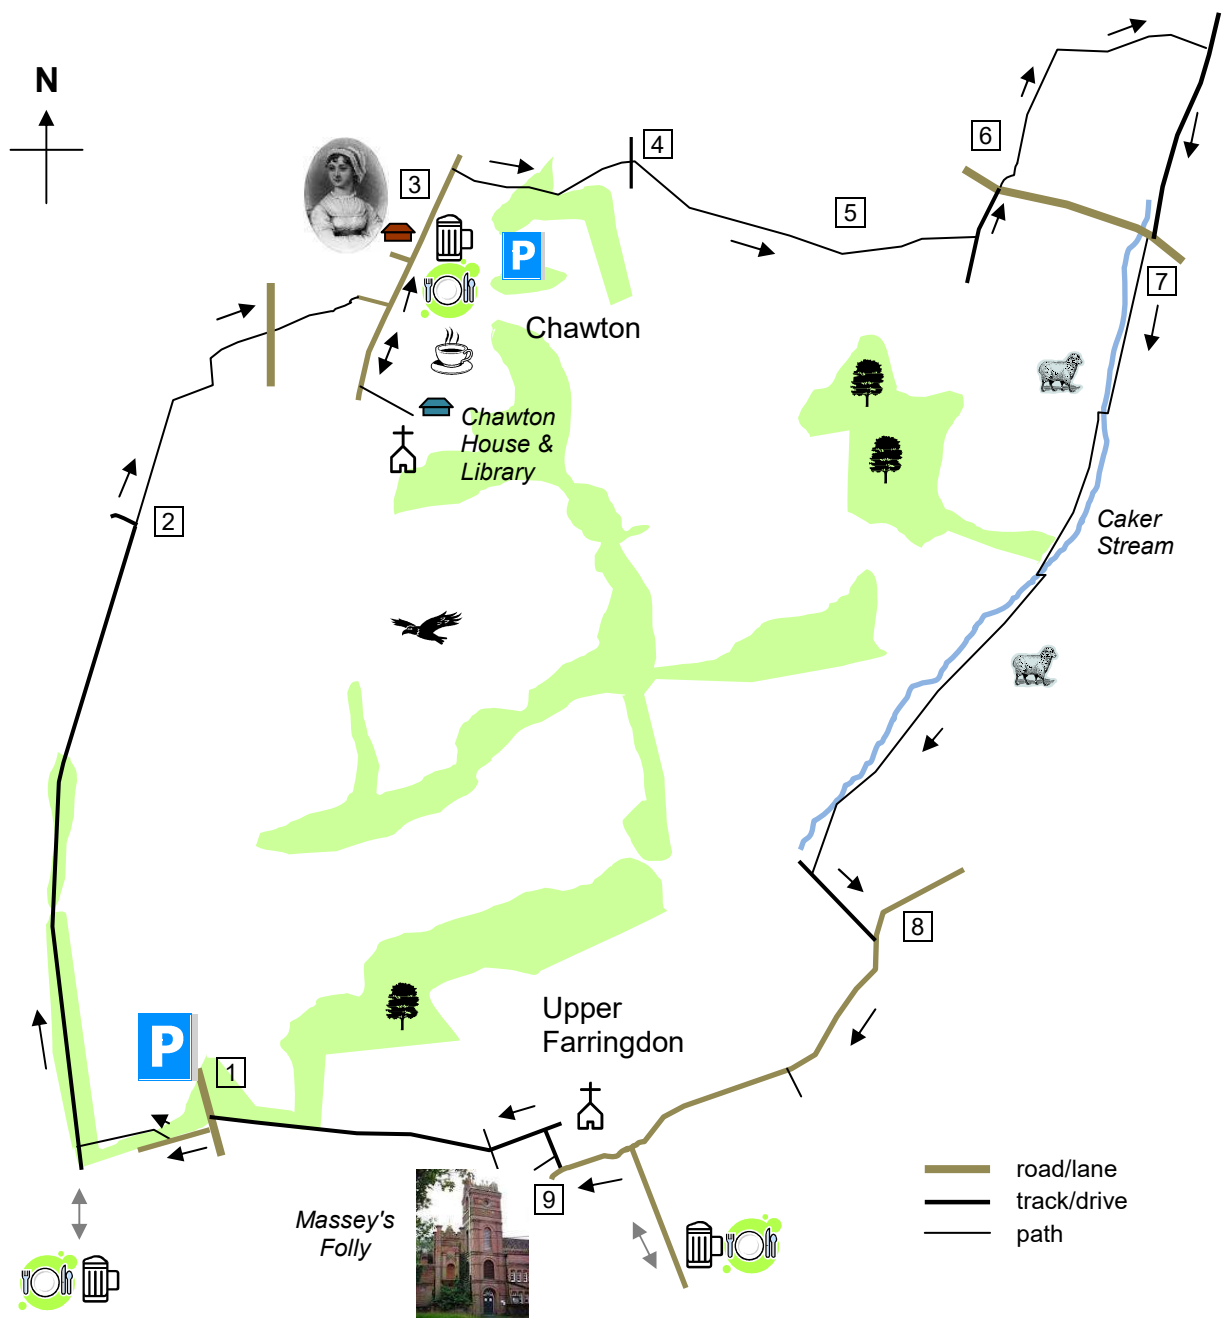 N
6
4
3
5
P
7
Chawton
Chawton
House &
Library
2
Caker
Stream
8
Upper
Farringdon
P
1
road/lane
9
track/drive
Massey's
Folly
path